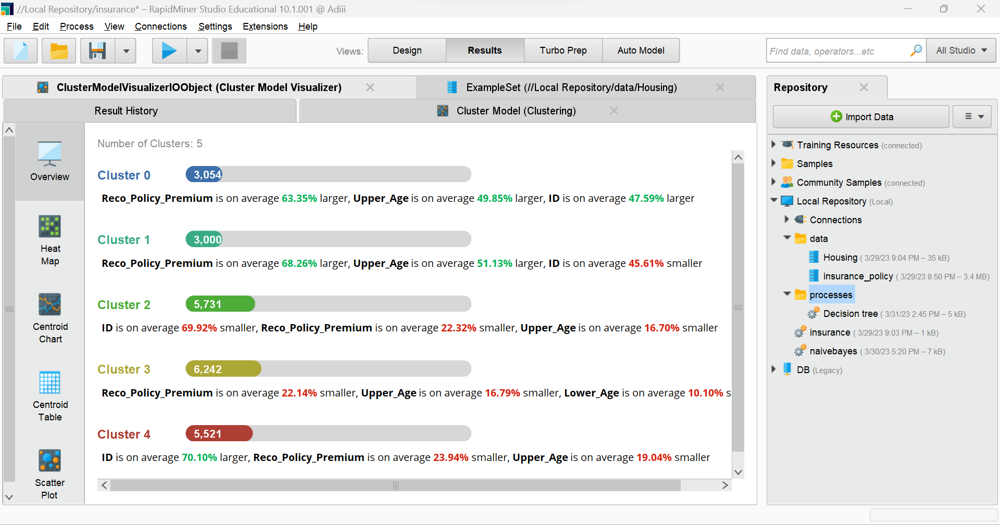 //Local Repository/insurance* – RapidMiner Studio Educational 10.1.001 @ Adiii
File Edit Process View Connections Settings Extensions Help
Views: Design Results Turbo Prep Auto Model
Find data, operators...etc
All Studio
ClusterModelVisualizerIOObject (Cluster Model Visualizer)
ExampleSet (//Local Repository/data/Housing)
Result History
Cluster Model (Clustering)
Overview
Heat
Map
Centroid
Chart
Centroid
Table
Scatter
Plot
Number of Clusters: 5
Cluster 0 3,054
Reco_Policy_Premium is on average 63.35% larger, Upper_Age is on average 49.85% larger, ID is on average 47.59% larger
Cluster 1 3,000
Reco_Policy_Premium is on average 68.26% larger, Upper_Age is on average 51.13% larger, ID is on average 45.61% smaller
Cluster 2 5,731
ID is on average 69.92% smaller, Reco_Policy_Premium is on average 22.32% smaller, Upper_Age is on average 16.70% smaller
Cluster 3 6,242
Reco_Policy_Premium is on average 22.14% smaller, Upper_Age is on average 16.79% smaller, Lower_Age is on average 10.10% s
Cluster 4 5,521
ID is on average 70.10% larger, Reco_Policy_Premium is on average 23.94% smaller, Upper_Age is on average 19.04% smaller
Repository
Import Data
Training Resources (connected)
Samples
Community Samples (connected)
Local Repository (Local)
Connections
data
Housing ( 3/29/23 9:04 PM – 35 kB)
insurance_policy ( 3/29/23 8:50 PM – 3.4 MB)
processes
Decision tree ( 3/31/23 2:45 PM – 5 kB)
insurance ( 3/29/23 9:03 PM – 1 kB)
naivebayes ( 3/30/23 5:20 PM – 7 kB)
DB (Legacy)